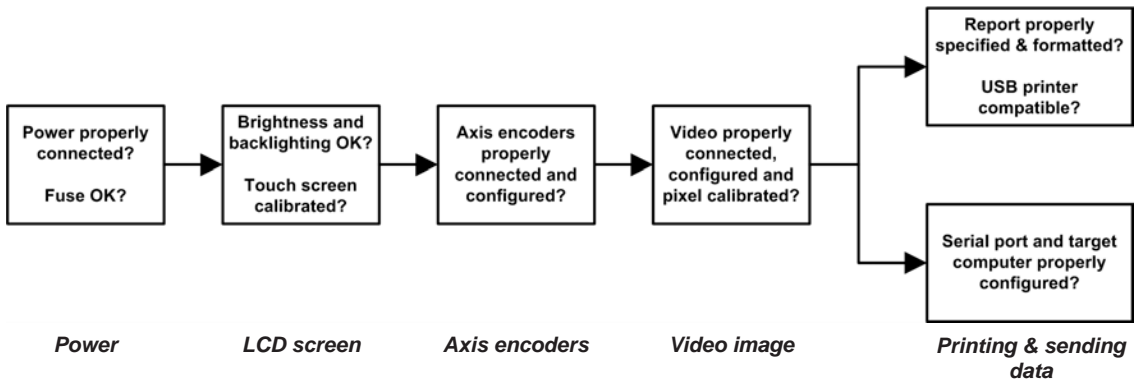 Power properly
connected?
Fuse OK?
Brightness and
backlighting OK?
Touch screen
calibrated?
Axis encoders
properly
connected and
configured?
Video properly
connected,
configured and
pixel calibrated?
Report properly
specified & formatted?
USB printer
compatible?
Serial port and target
computer properly
configured?
Power
LCD screen
Axis encoders
Video image
Printing & sending
data